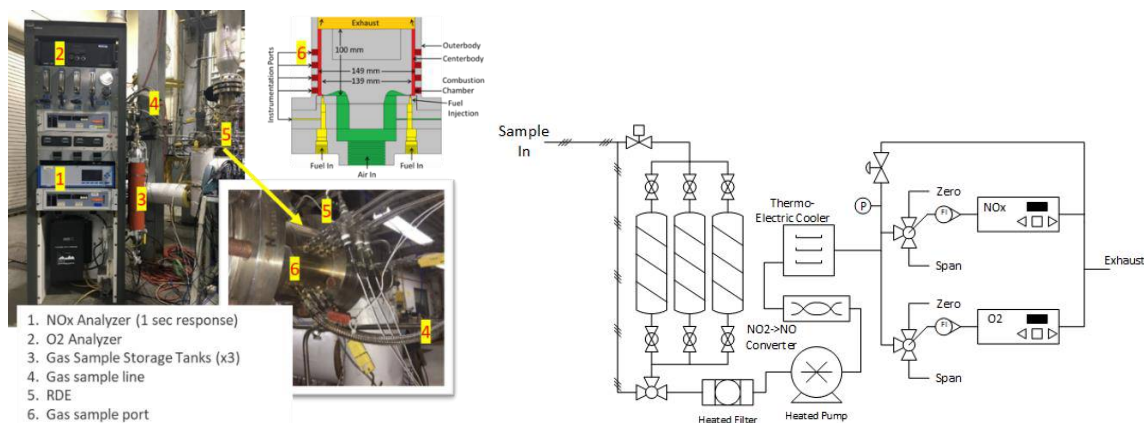 2
4
5
1
3
Exhaust
6
100 mm
Outerbody
Centerbody
149 mm
139 mm
Combustion
Chamber
Fuel
Injection
Instrumentation Ports
Fuel In
Air In
Fuel In
5
6
4
1. NOx Analyzer (1 sec response)
2. O2 Analyzer
3. Gas Sample Storage Tanks (x3)
4. Gas sample line
5. RDE
6. Gas sample port
Sample
In
Thermo-
Electric Cooler
NO2->NO
Converter
Heated Filter
Heated Pump
P
Zero
FI
NOx
Span
Exhaust
Zero
FI
O2
Span